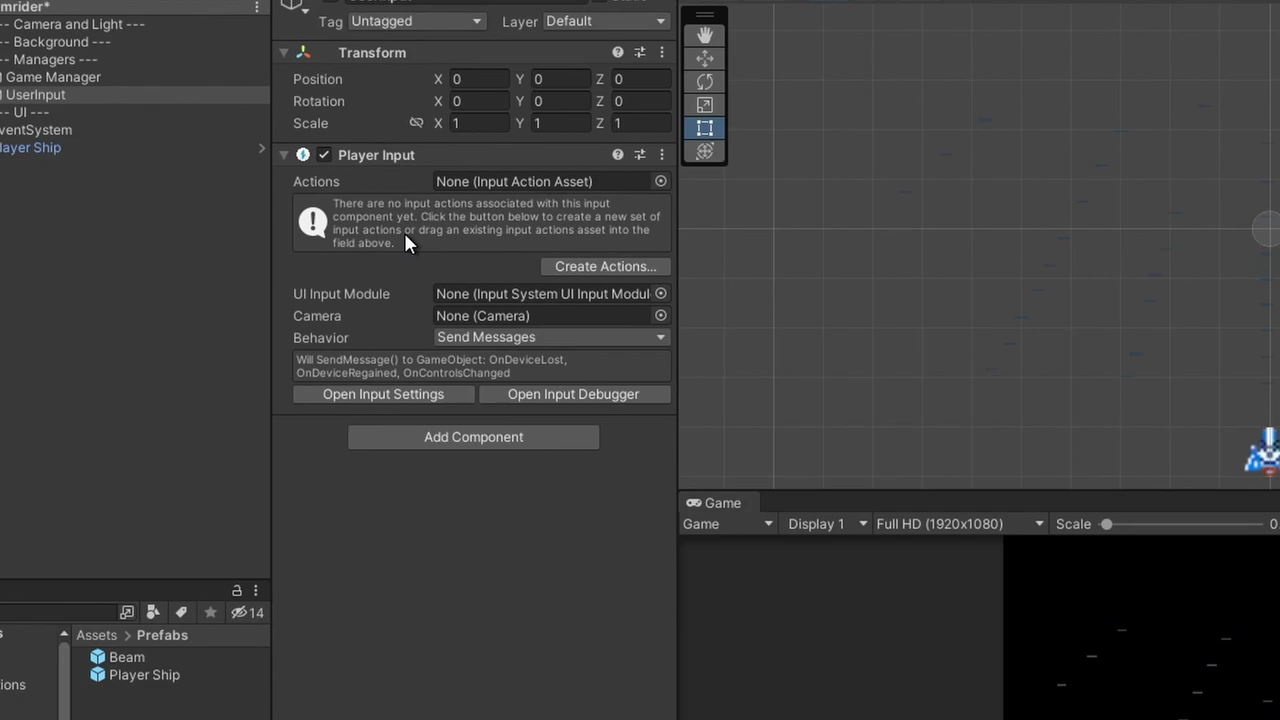 mrider*
-- Camera and Light ---
-- Background ---
-- Managers ---
Game Manager
UserInput
-- UI ---
ventSystem
layer Ship
Tag Untagged Layer Default
Transform
Position X 0 Y 0 Z 0
Rotation X 0 Y 0 Z 0
Scale X 1 Y 1 Z 1
Player Input
Actions None (Input Action Asset)
There are no input actions associated with this input
component yet. Click the button below to create a new set of
input actions or drag an existing input actions asset into the
field above.
Create Actions...
UI Input Module None (Input System UI Input Modul
Camera None (Camera)
Behavior Send Messages
Will SendMessage() to GameObject: OnDeviceLost,
OnDeviceRegained, OnControlsChanged
Open Input Settings Open Input Debugger
Add Component
Game
Game Display 1 Full HD (1920x1080) Scale 0.
14
Assets > Prefabs
Beam
Player Ship
ions